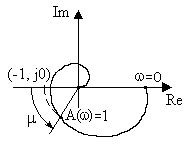 Im
(-1, j0)
ω=0
Re
A(ω)=1
μ